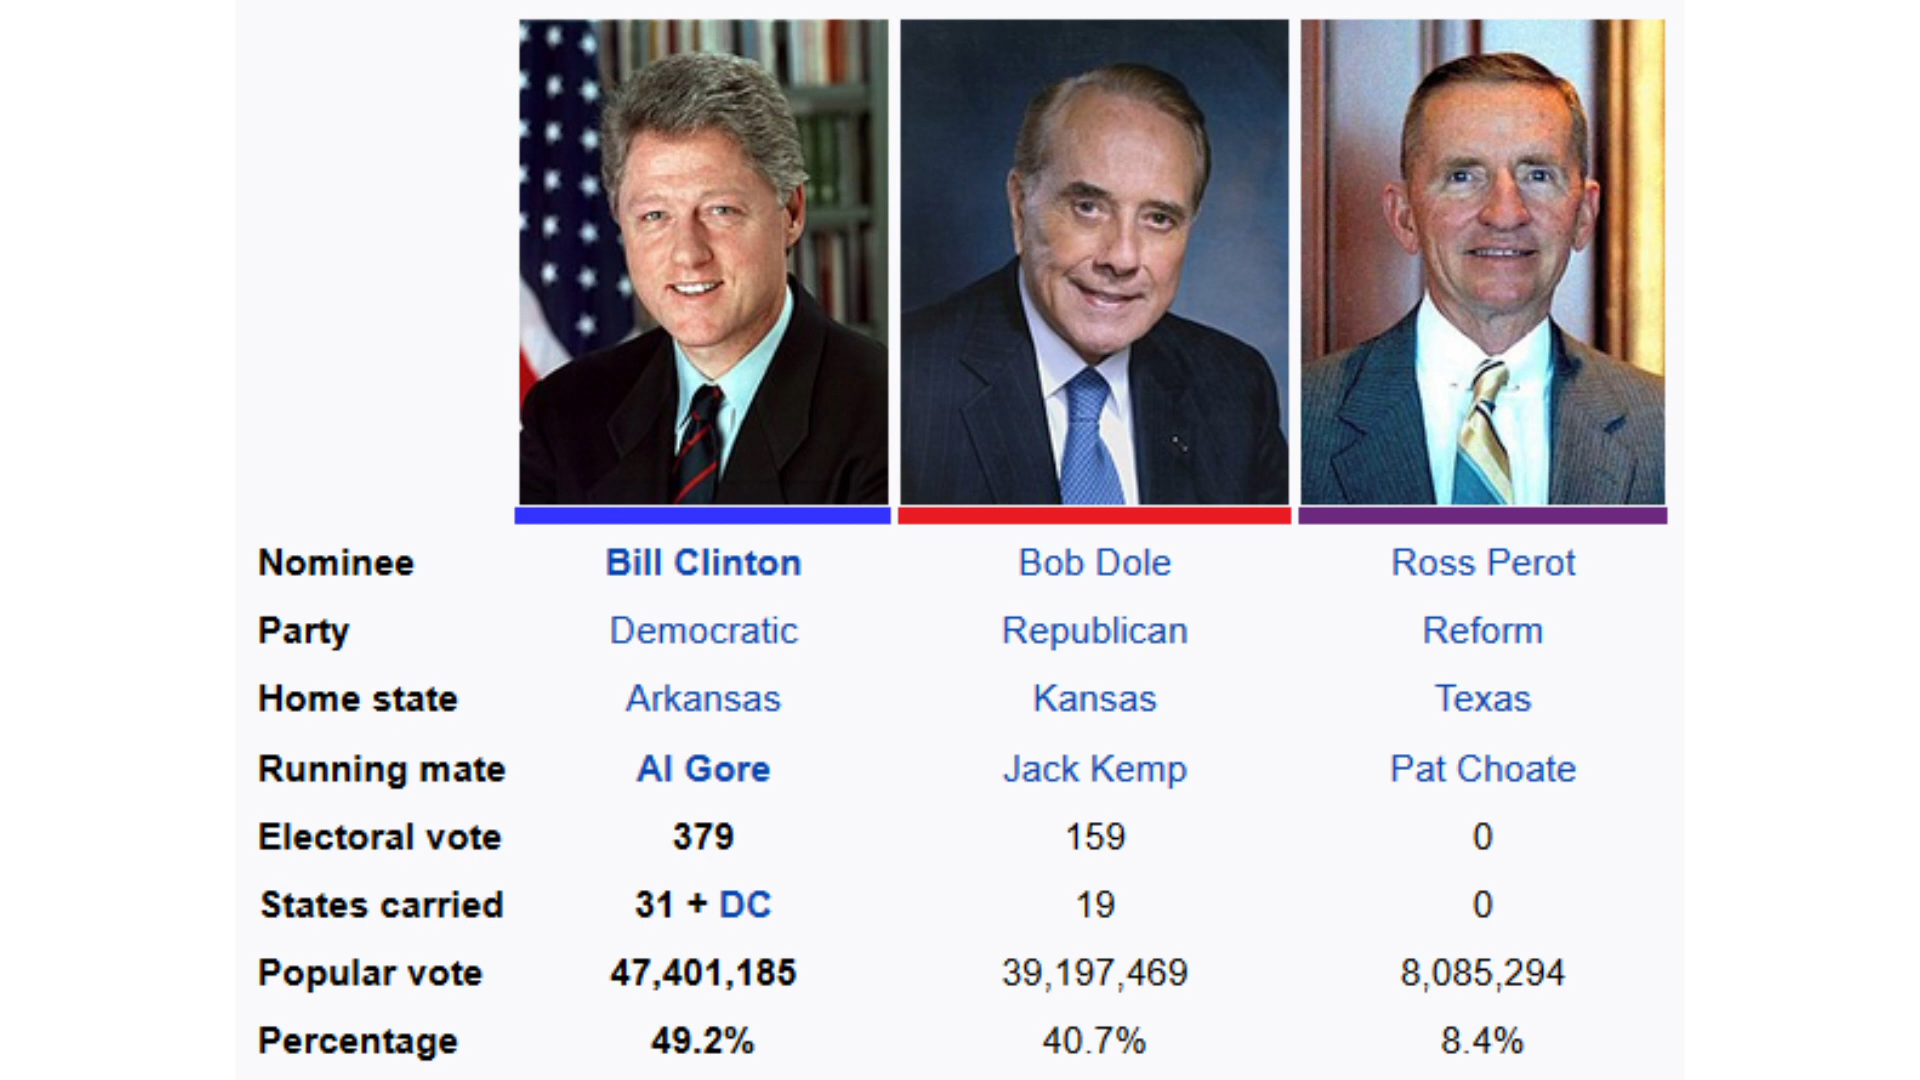 Nominee Bill Clinton Bob Dole Ross Perot
Party Democratic Republican Reform
Home state Arkansas Kansas Texas
Running mate Al Gore Jack Kemp Pat Choate
Electoral vote 379 159 0
States carried 31 + DC 19 0
Popular vote 47,401,185 39,197,469 8,085,294
Percentage 49.2% 40.7% 8.4%